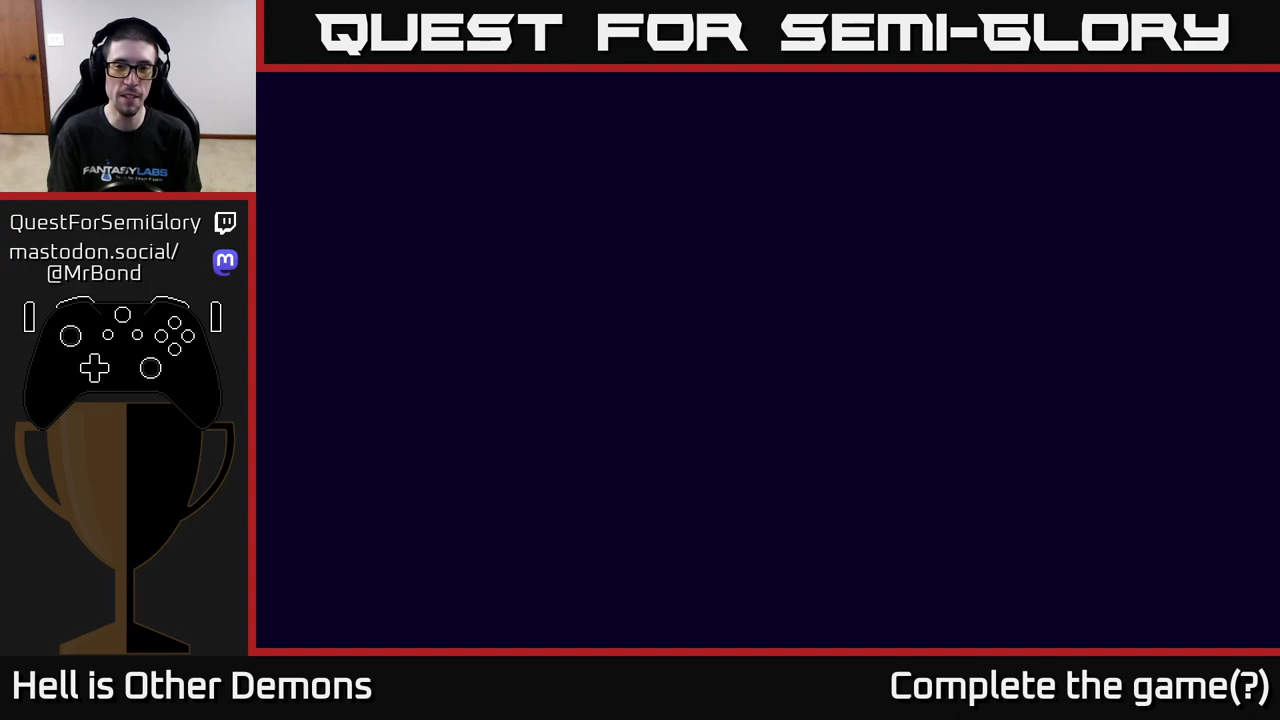 QUEST FOR SEMI-GLORY
FANTASYLABS
QuestForSemiGlory
mastodon.social/
@MrBond
Hell is Other Demons
Complete the game(?)